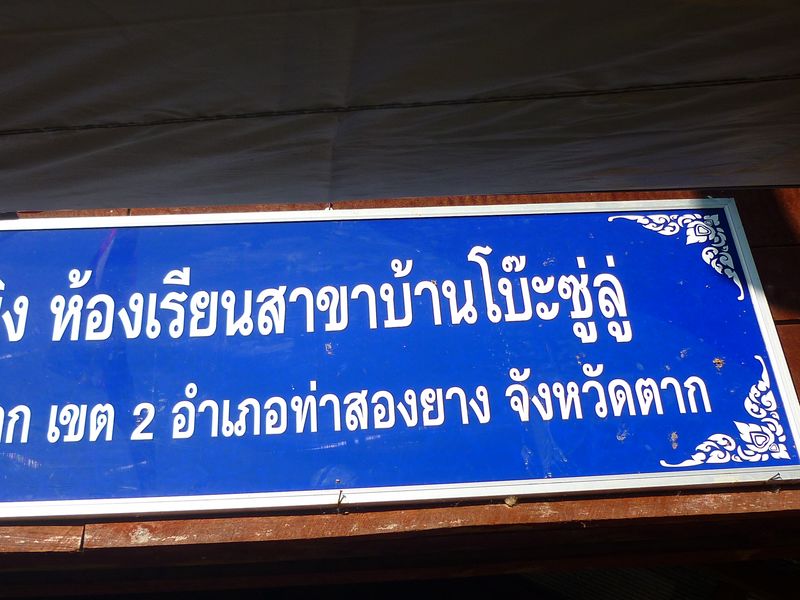 ห้องเรียนสาขาบ้านโบ๊ะซู่ลู่
เขต 2 อำเภอท่าสองยาง จังหวัดตาก